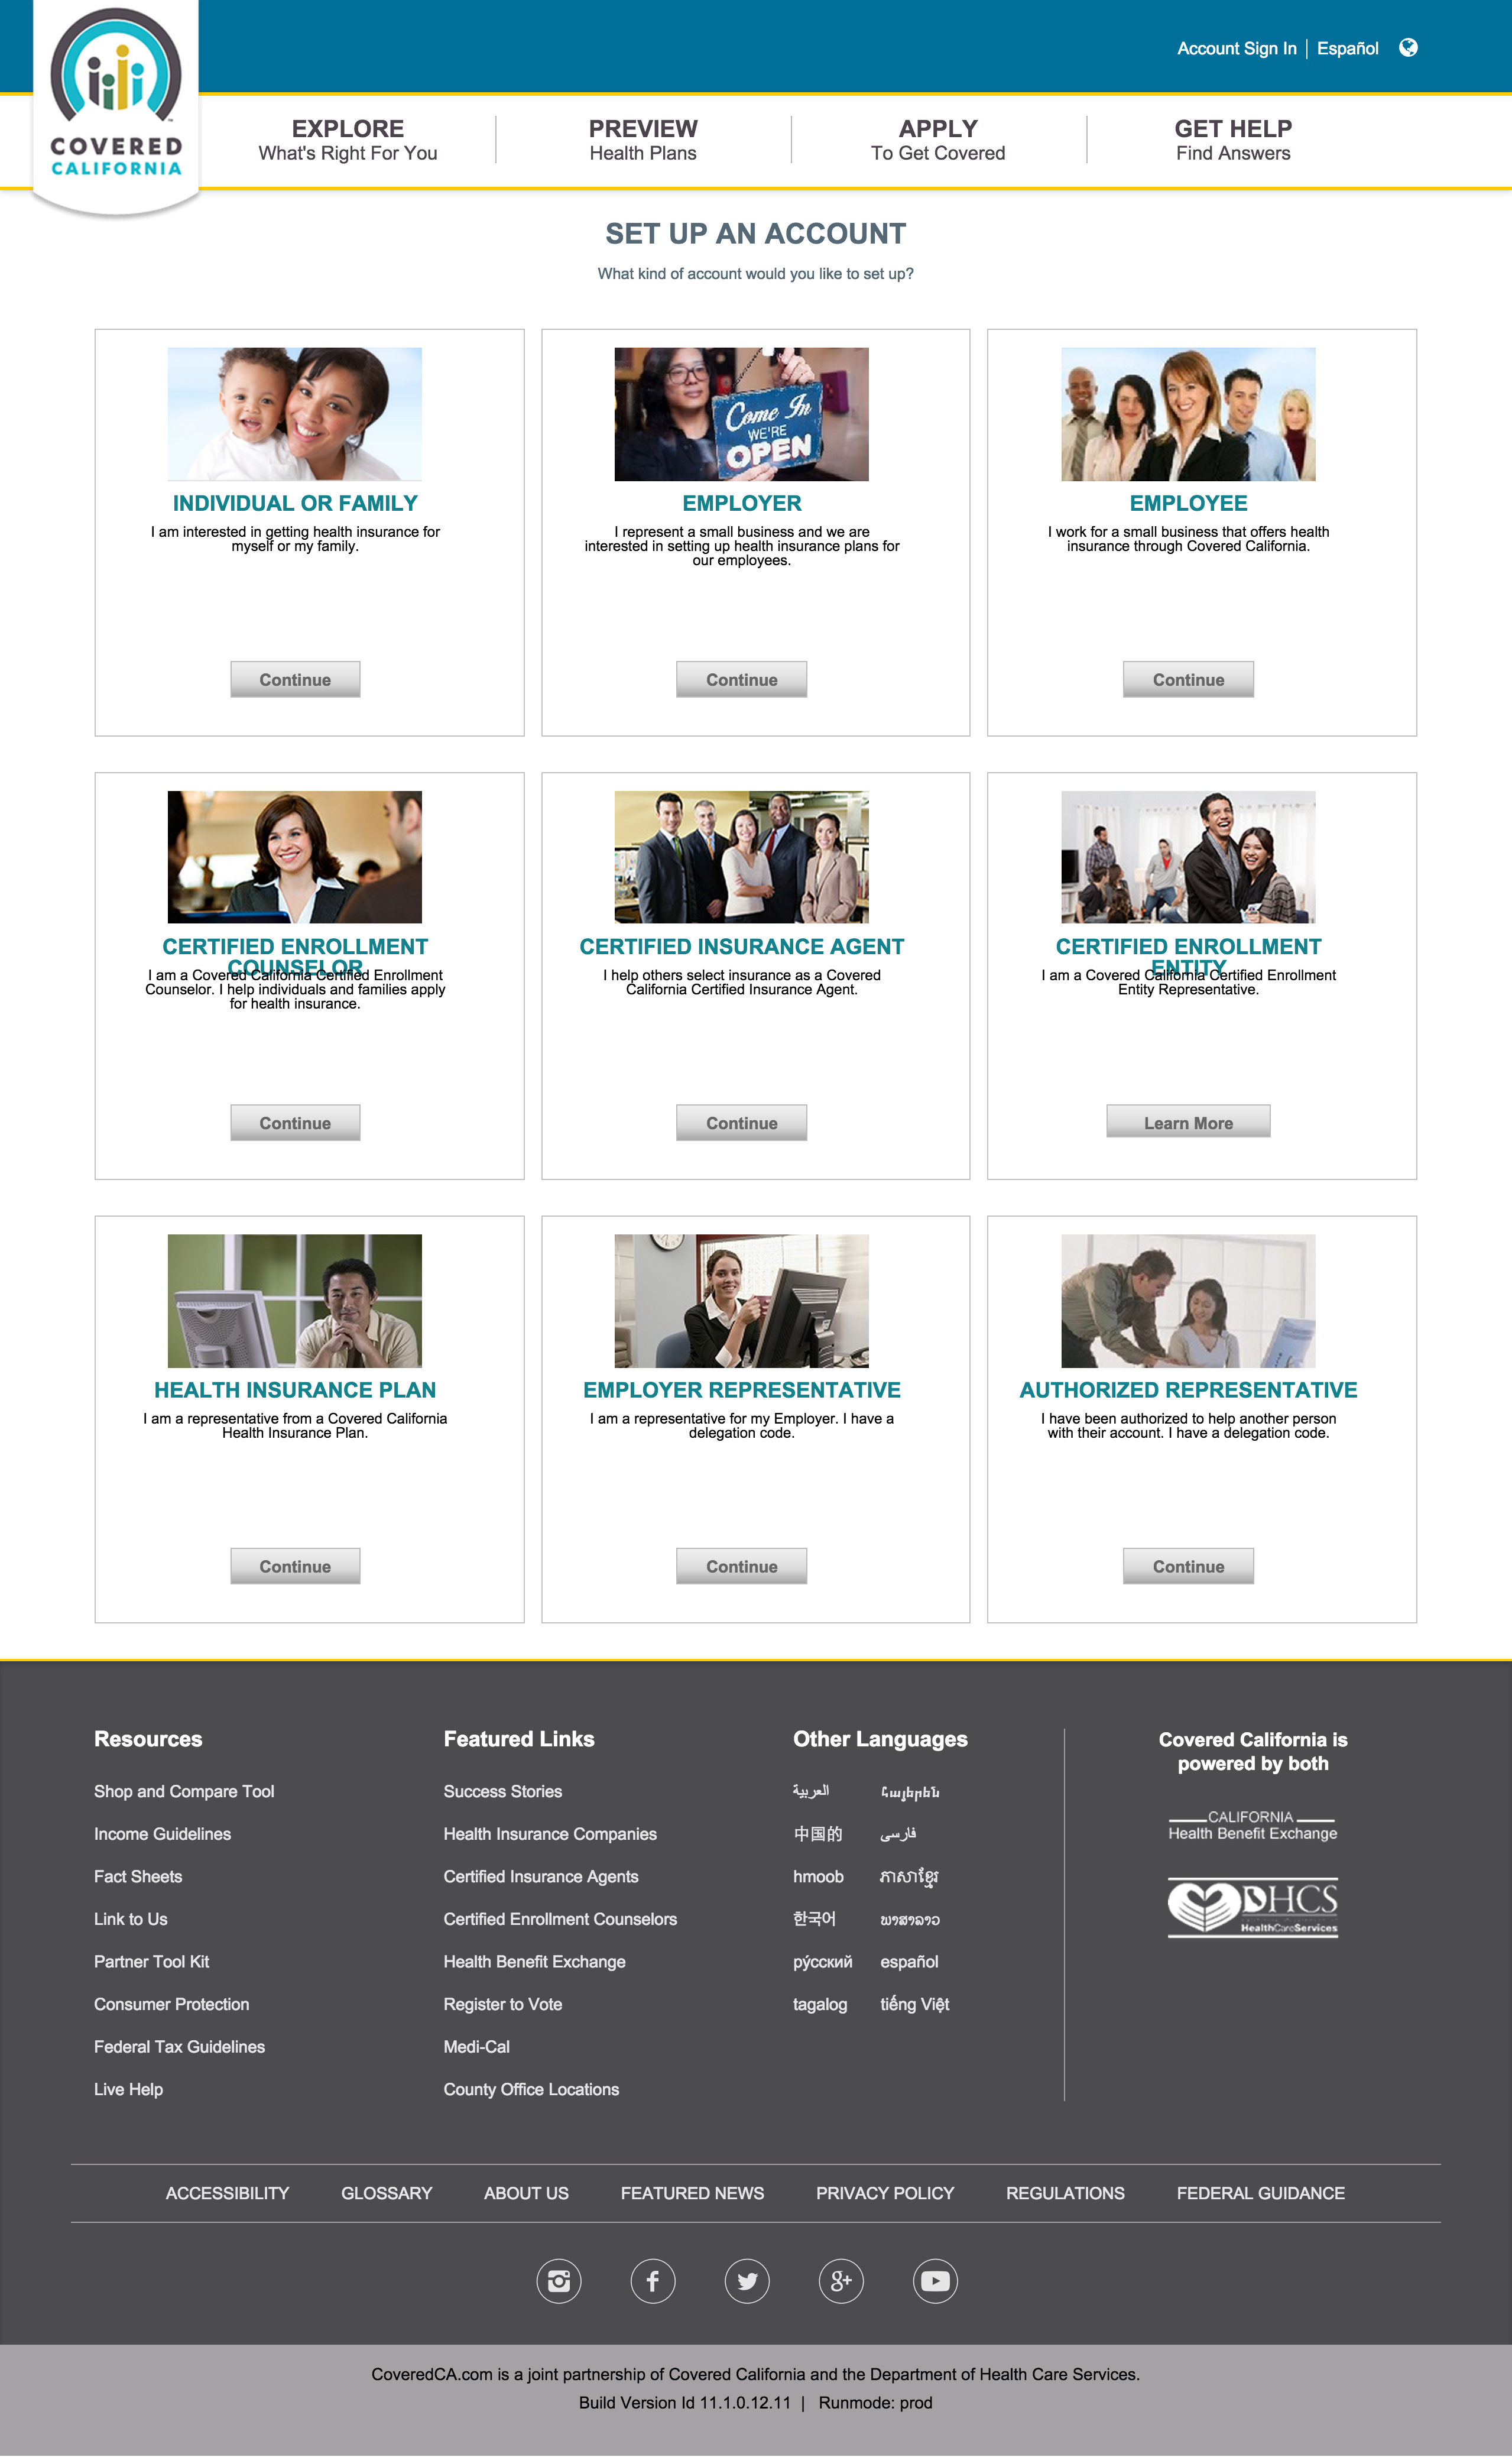 Account Sign In | Español
COVERED
CALIFORNIA
EXPLORE
What's Right For You
PREVIEW
Health Plans
APPLY
To Get Covered
GET HELP
Find Answers
SET UP AN ACCOUNT
What kind of account would you like to set up?
INDIVIDUAL OR FAMILY
I am interested in getting health insurance for
myself or my family.
Continue
Come In
WE'RE
OPEN
EMPLOYER
I represent a small business and we are
interested in setting up health insurance plans for
our employees.
Continue
EMPLOYEE
I work for a small business that offers health
insurance through Covered California.
Continue
CERTIFIED ENROLLMENT
COUNSELOR
I am a Covered California Certified Enrollment
Counselor. I help individuals and families apply
for health insurance.
Continue
CERTIFIED INSURANCE AGENT
I help others select insurance as a Covered
California Certified Insurance Agent.
Continue
CERTIFIED ENROLLMENT
ENTITY
I am a Covered California Certified Enrollment
Entity Representative.
Learn More
HEALTH INSURANCE PLAN
I am a representative from a Covered California
Health Insurance Plan.
Continue
EMPLOYER REPRESENTATIVE
I am a representative for my Employer. I have a
delegation code.
Continue
AUTHORIZED REPRESENTATIVE
I have been authorized to help another person
with their account. I have a delegation code.
Continue
Resources
Shop and Compare Tool
Income Guidelines
Fact Sheets
Link to Us
Partner Tool Kit
Consumer Protection
Federal Tax Guidelines
Live Help
Featured Links
Success Stories
Health Insurance Companies
Certified Insurance Agents
Certified Enrollment Counselors
Health Benefit Exchange
Register to Vote
Medi-Cal
County Office Locations
Other Languages
العربية
Հայերեն
中国的
فارسی
hmoob
ភាសាខ្មែរ
한국어
ພາສາລາວ
ру́сский
español
tagalog
tiếng Việt
Covered California is
powered by both
CALIFORNIA
Health Benefit Exchange
DHCS
HealthCareServices
ACCESSIBILITY
GLOSSARY
ABOUT US
FEATURED NEWS
PRIVACY POLICY
REGULATIONS
FEDERAL GUIDANCE
CoveredCA.com is a joint partnership of Covered California and the Department of Health Care Services.
Build Version Id 11.1.0.12.11 | Runmode: prod